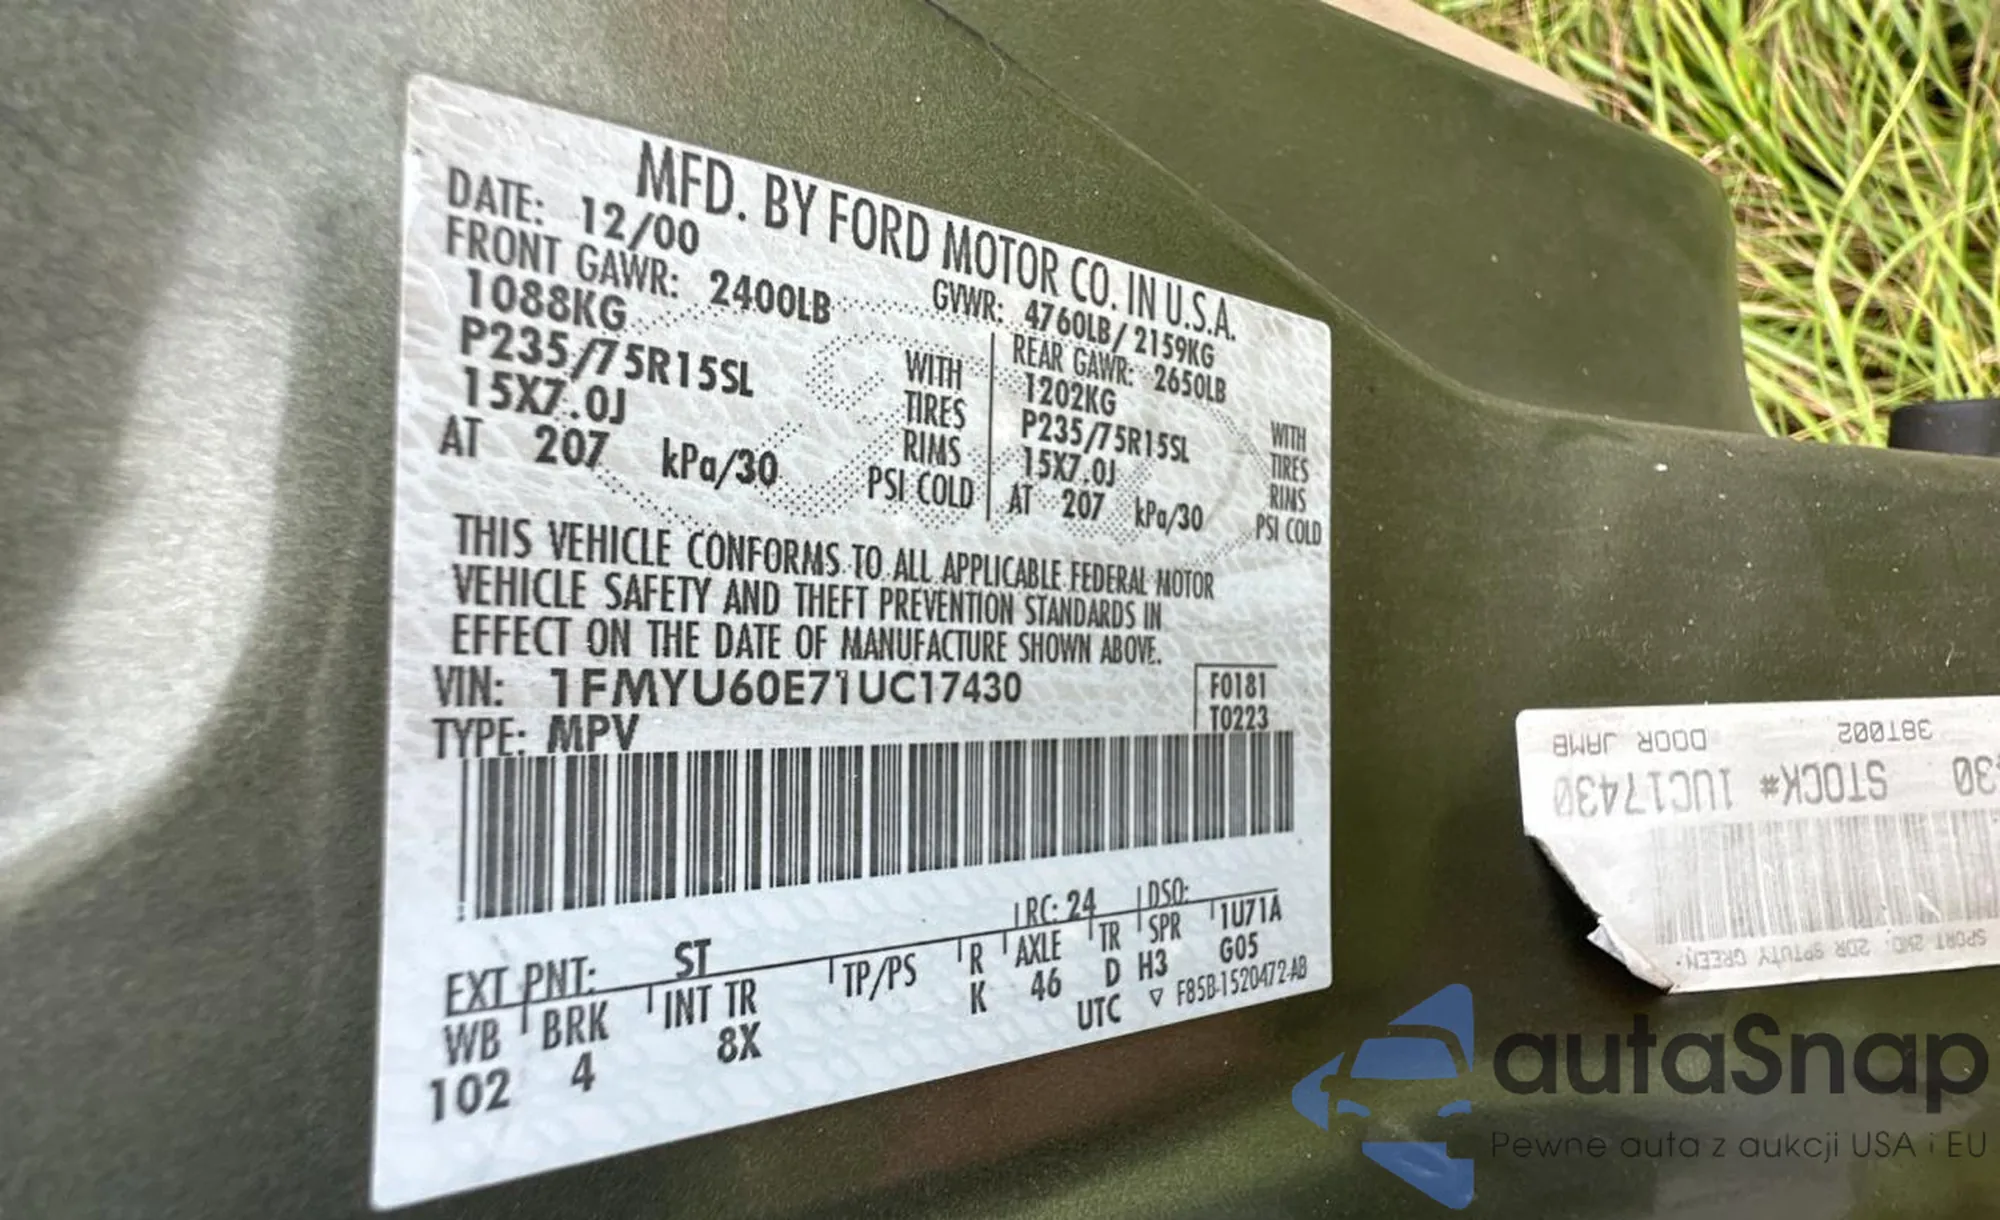 MFD. BY FORD MOTOR CO. IN U.S.A.
DATE: 12/00 GVWR: 4760LB/ 2159KG
FRONT GAWR: 2400LB REAR GAWR: 2650LB
1088KG WITH 1202KG WITH
P235/75R15SL TIRES P235/75R15SL TIRES
15X7.0J RIMS 15X7.0J RIMS
AT 207 kPa/30 PSI COLD AT 207 kPa/30 PSI COLD
THIS VEHICLE CONFORMS TO ALL APPLICABLE FEDERAL MOTOR
VEHICLE SAFETY AND THEFT PREVENTION STANDARDS IN
EFFECT ON THE DATE OF MANUFACTURE SHOWN ABOVE.
VIN: 1FMYU60E71UC17430 F0181
TYPE: MPV T0223
EXT PNT: ST RC: 24 DSO:
WB BRK INT TR TP/PS R AXLE TR SPR 1U71A
102 4 8X K 46 D H3 G05
UTC ▽ F85B-1520472-AB
DOOR JAMB 38T002
STOCK# 1UC17430
SPORT 2WD: 2DR SPTUTY GREEN:
autaSnap
Pewne auta z aukcji USA i EU